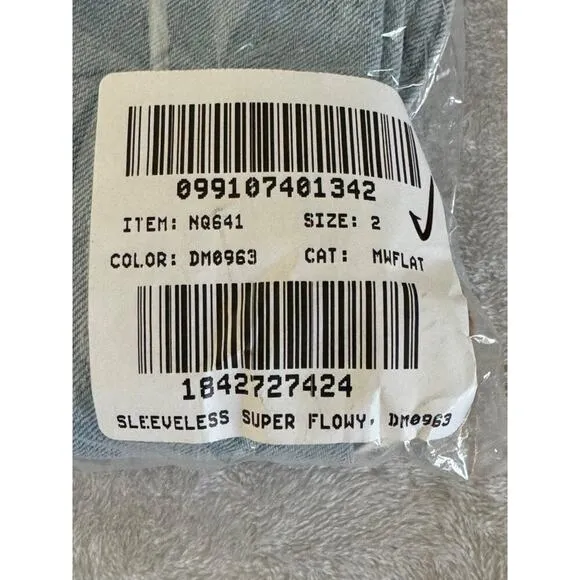 099107401342
ITEM: NQ641 SIZE: 2
COLOR: DM0963 CAT: MWFLAT
1842727424
SLEEVELESS SUPER FLOWY, DM0963